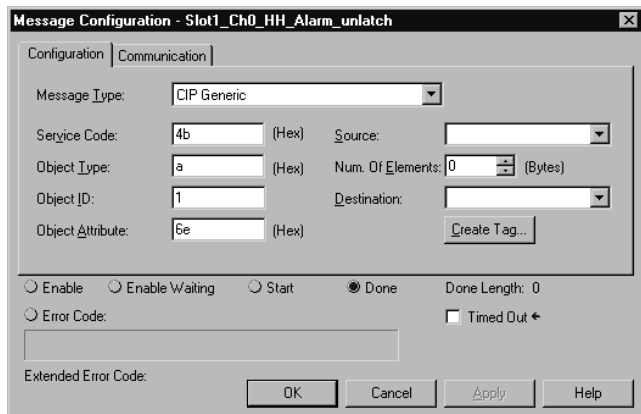 Message Configuration - Slot1_Ch0_HH_Alarm_unlatch
Configuration Communication
Message Type: CIP Generic
Service Code: 4b (Hex) Source:
Object Type: a (Hex) Num. Of Elements: 0 (Bytes)
Object ID: 1 Destination:
Object Attribute: 6e (Hex) Create Tag...
Enable Enable Waiting Start Done Done Length: 0
Error Code: Timed Out ←
Extended Error Code:
OK Cancel Apply Help